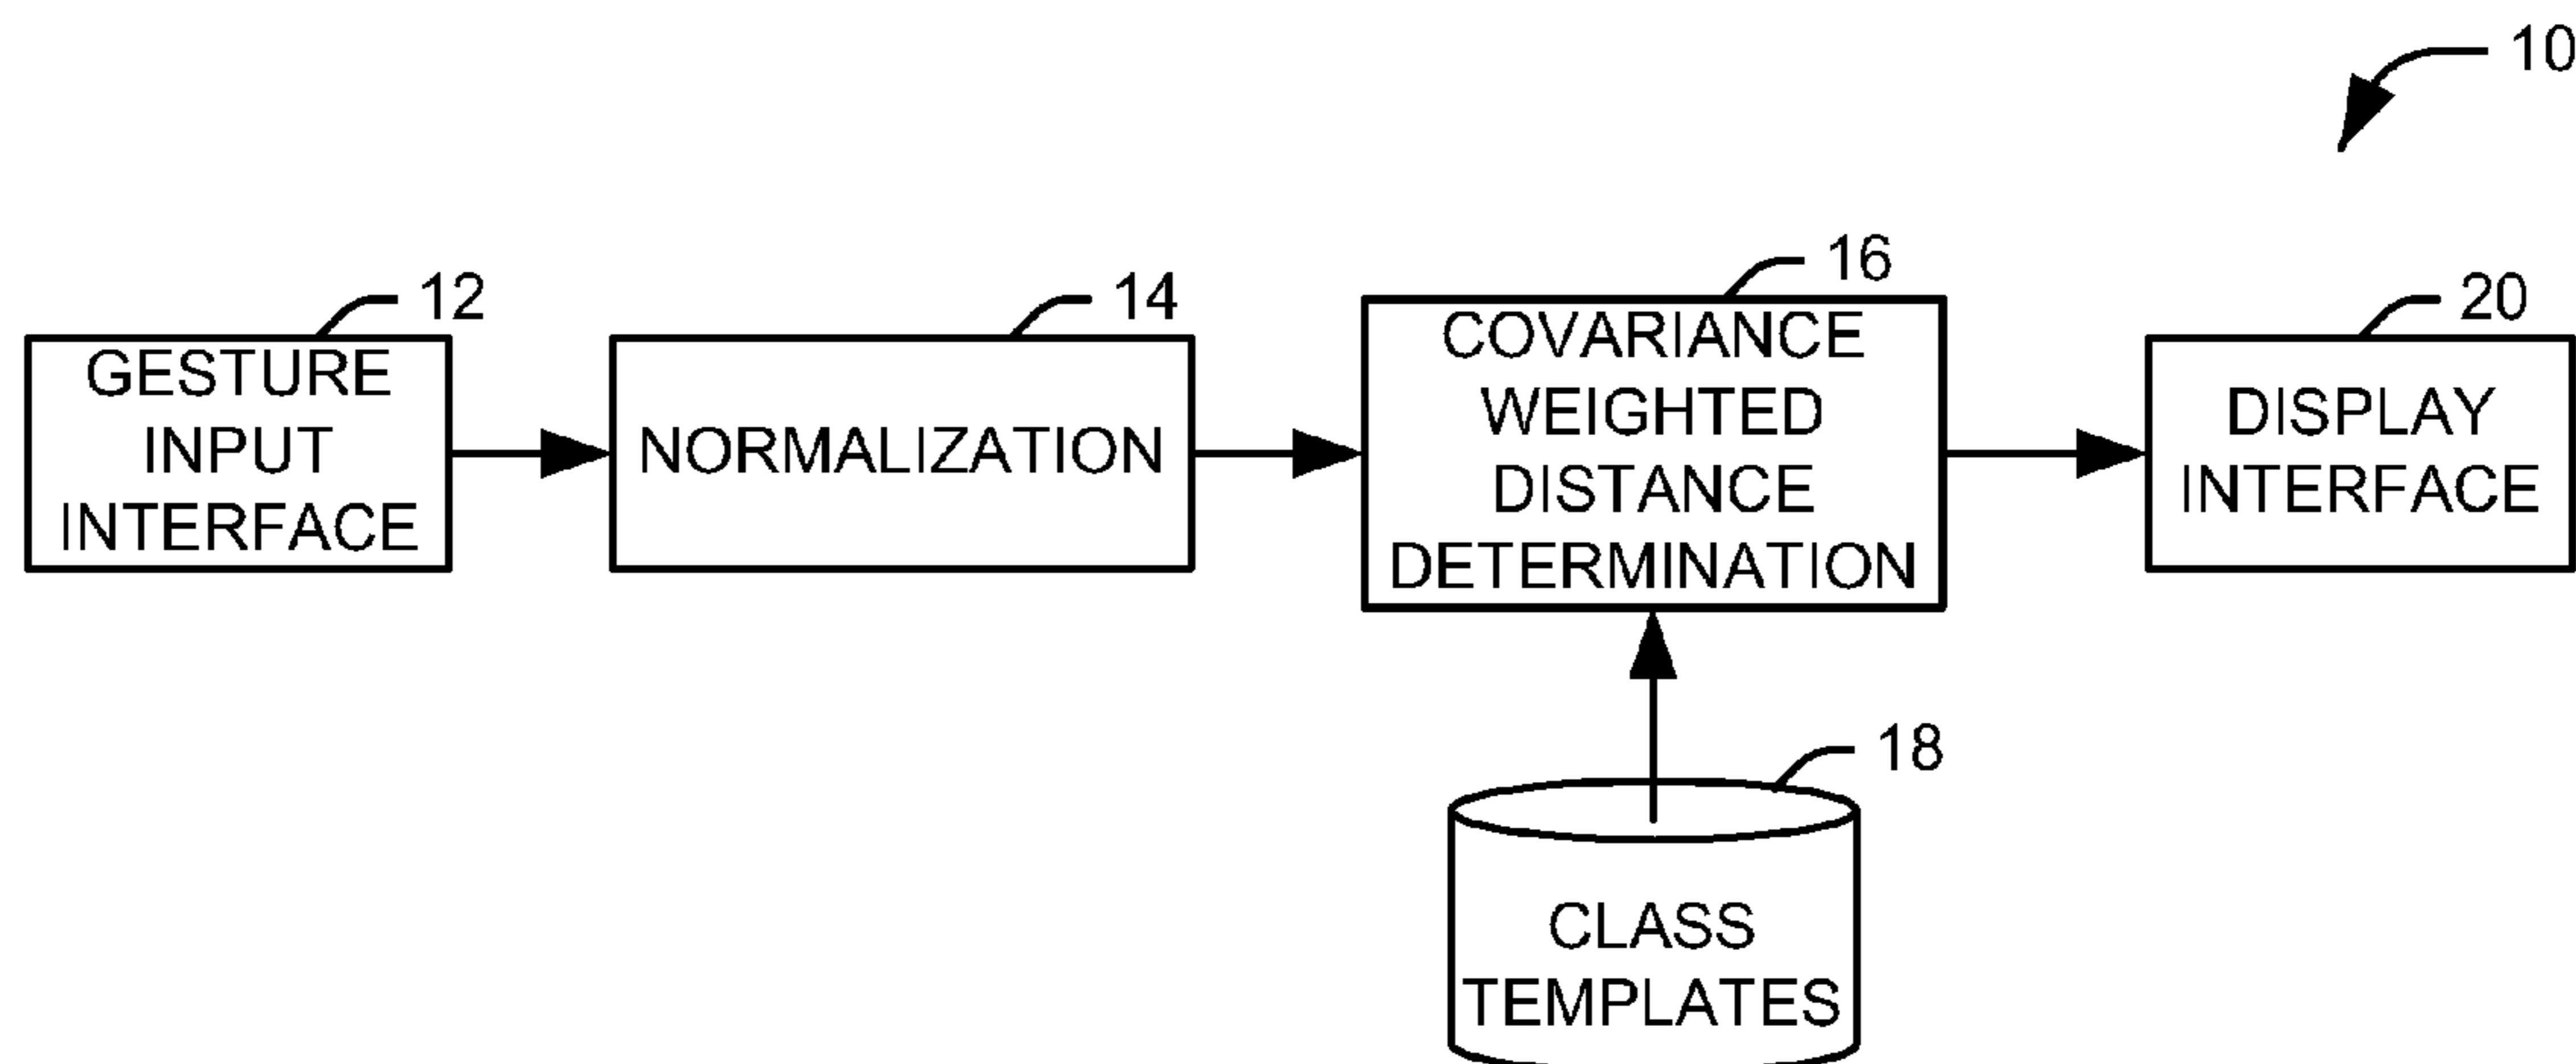 10
12
GESTURE
INPUT
INTERFACE
14
NORMALIZATION
16
COVARIANCE
WEIGHTED
DISTANCE
DETERMINATION
20
DISPLAY
INTERFACE
18
CLASS
TEMPLATES